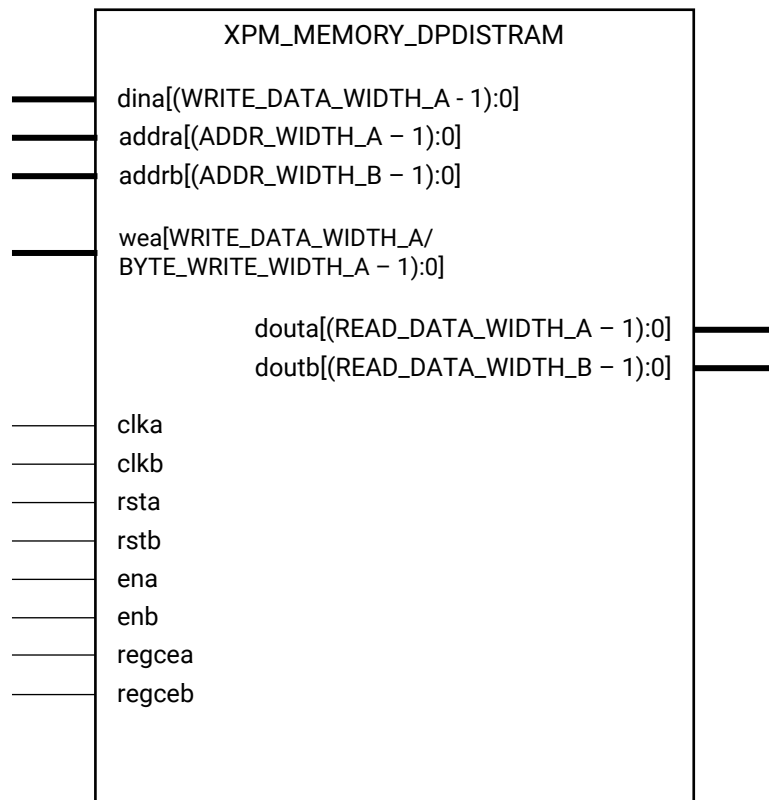 XPM_MEMORY_DPDISTRAM
dina[(WRITE_DATA_WIDTH_A - 1):0]
addra[(ADDR_WIDTH_A – 1):0]
addrb[(ADDR_WIDTH_B – 1):0]
wea[WRITE_DATA_WIDTH_A/
BYTE_WRITE_WIDTH_A – 1):0]
douta[(READ_DATA_WIDTH_A – 1):0]
doutb[(READ_DATA_WIDTH_B – 1):0]
clka
clkb
rsta
rstb
ena
enb
regcea
regceb